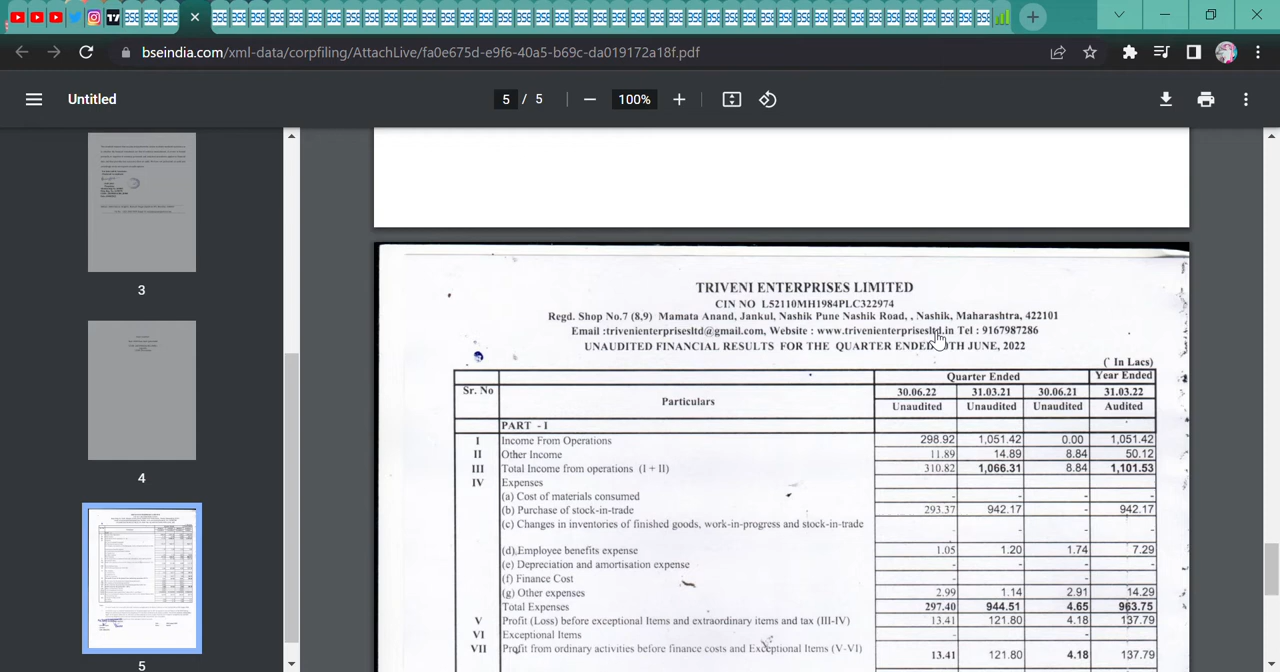 bseindia.com/xml-data/corpfiling/AttachLive/fa0e675d-e9f6-40a5-b69c-da019172a18f.pdf
Untitled
5 / 5
100%
3
4
5
TRIVENI ENTERPRISES LIMITED
CIN NO L52110MH1984PLC322974
Regd. Shop No.7 (8,9) Mamata Anand, Jankul, Nashik Pune Nashik Road, , Nashik, Maharashtra, 422101
Email :trivenienterprisesltd@gmail.com, Website : www.trivenienterprisesltd.in Tel : 9167987286
UNAUDITED FINANCIAL RESULTS FOR THE QUARTER ENDED JUNE, 2022
( In Lacs)
Quarter Ended Year Ended
Sr. No Particulars 30.06.22 31.03.21 30.06.21 31.03.22
Unaudited Unaudited Unaudited Audited
PART - I
I Income From Operations 298.92 1,051.42 0.00 1,051.42
II Other Income 11.89 14.89 8.84 50.12
III Total Income from operations (I + II) 310.82 1,066.31 8.84 1,101.53
IV Expenses
(a) Cost of materials consumed - - - -
(b) Purchase of stock-in-trade 293.37 942.17 - 942.17
(c) Changes in inventories of finished goods, work-in-progress and stock-in-trade - - - -
(d) Employee benefits expense 1.05 1.20 1.74 7.29
(e) Depreciation and amortisation expense - - - -
(f) Finance Cost - - - -
(g) Other expenses 2.99 1.14 2.91 14.29
Total Expenses 297.40 944.51 4.65 963.75
V Profit (Loss) before exceptional Items and extraordinary items and tax (III-IV) 13.41 121.80 4.18 137.79
VI Exceptional Items - - - -
VII Profit from ordinary activities before finance costs and Exceptional Items (V-VI) 13.41 121.80 4.18 137.79